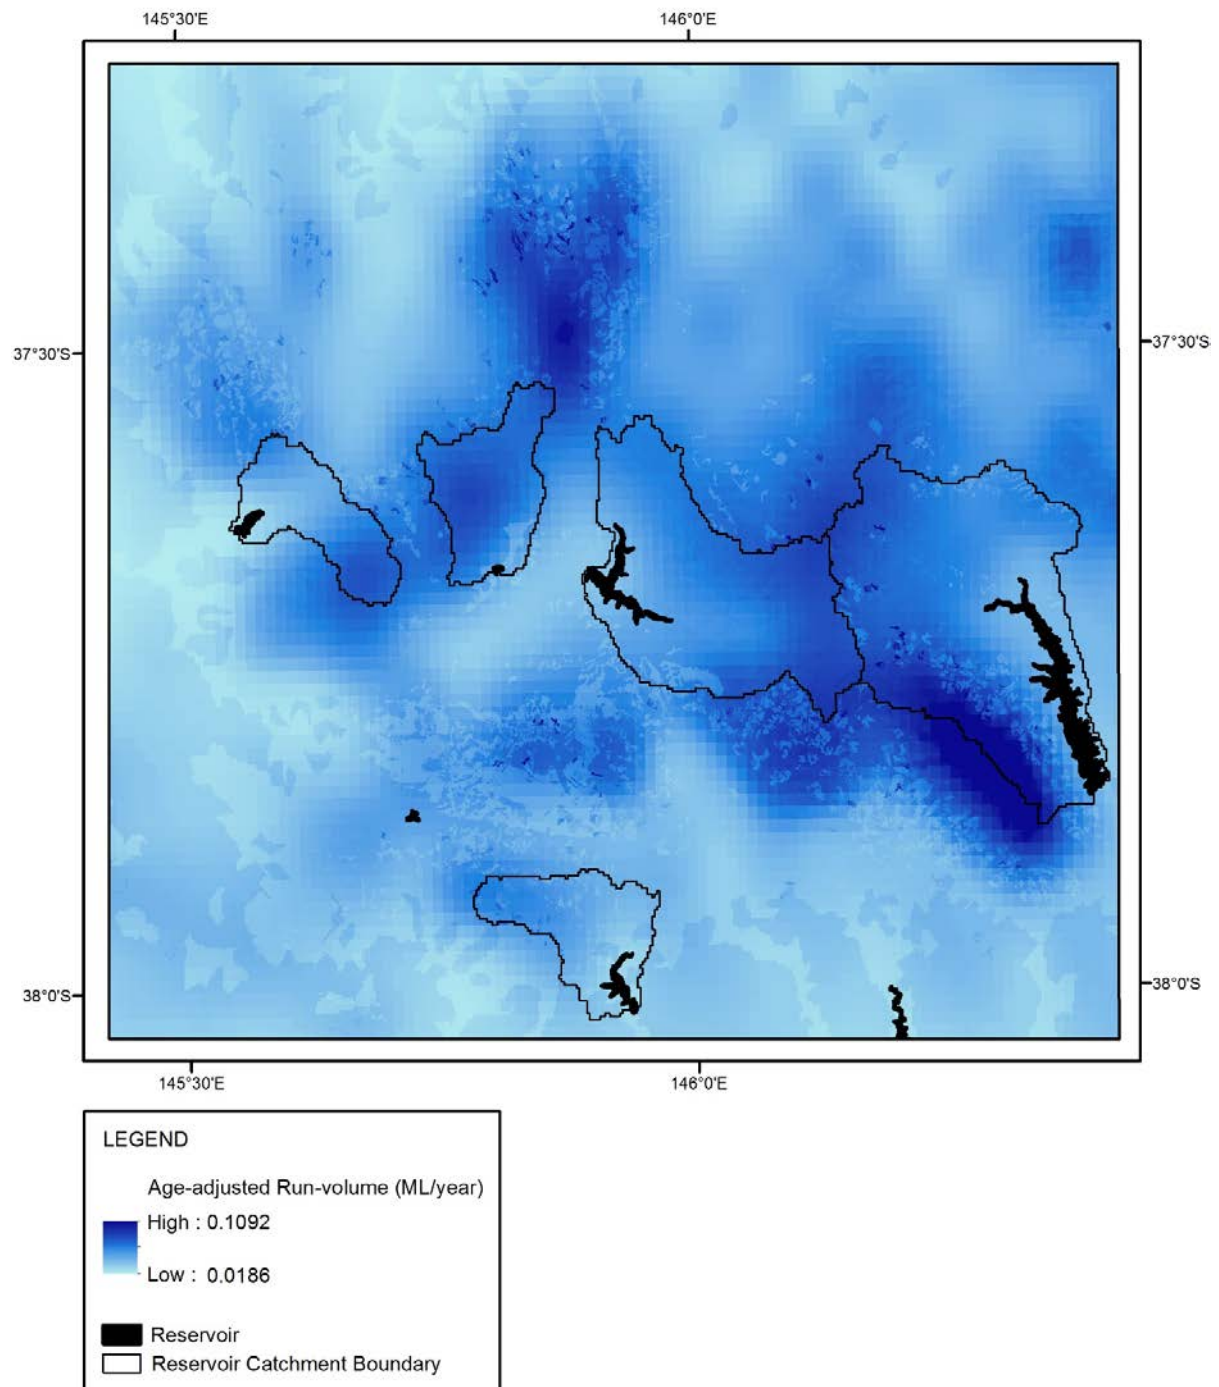 145°30'E 146°0'E
37°30'S 37°30'S
38°0'S 38°0'S
145°30'E 146°0'E
LEGEND
Age-adjusted Run-volume (ML/year)
High : 0.1092
Low : 0.0186
Reservoir
Reservoir Catchment Boundary